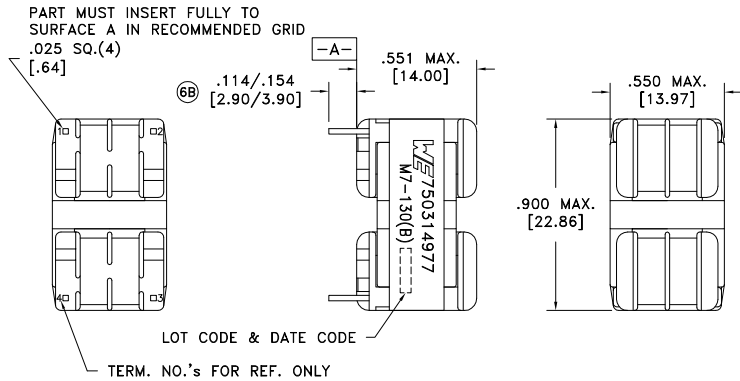 PART MUST INSERT FULLY TO
SURFACE A IN RECOMMENDED GRID
.025 SQ.(4)
[.64]
6B
.114/.154
[2.90/3.90]
-A-
.551 MAX.
[14.00]
.550 MAX.
[13.97]
.900 MAX.
[22.86]
1
2
4
3
WE 750314977
M7-130(B)
LOT CODE & DATE CODE
TERM. NO.'s FOR REF. ONLY